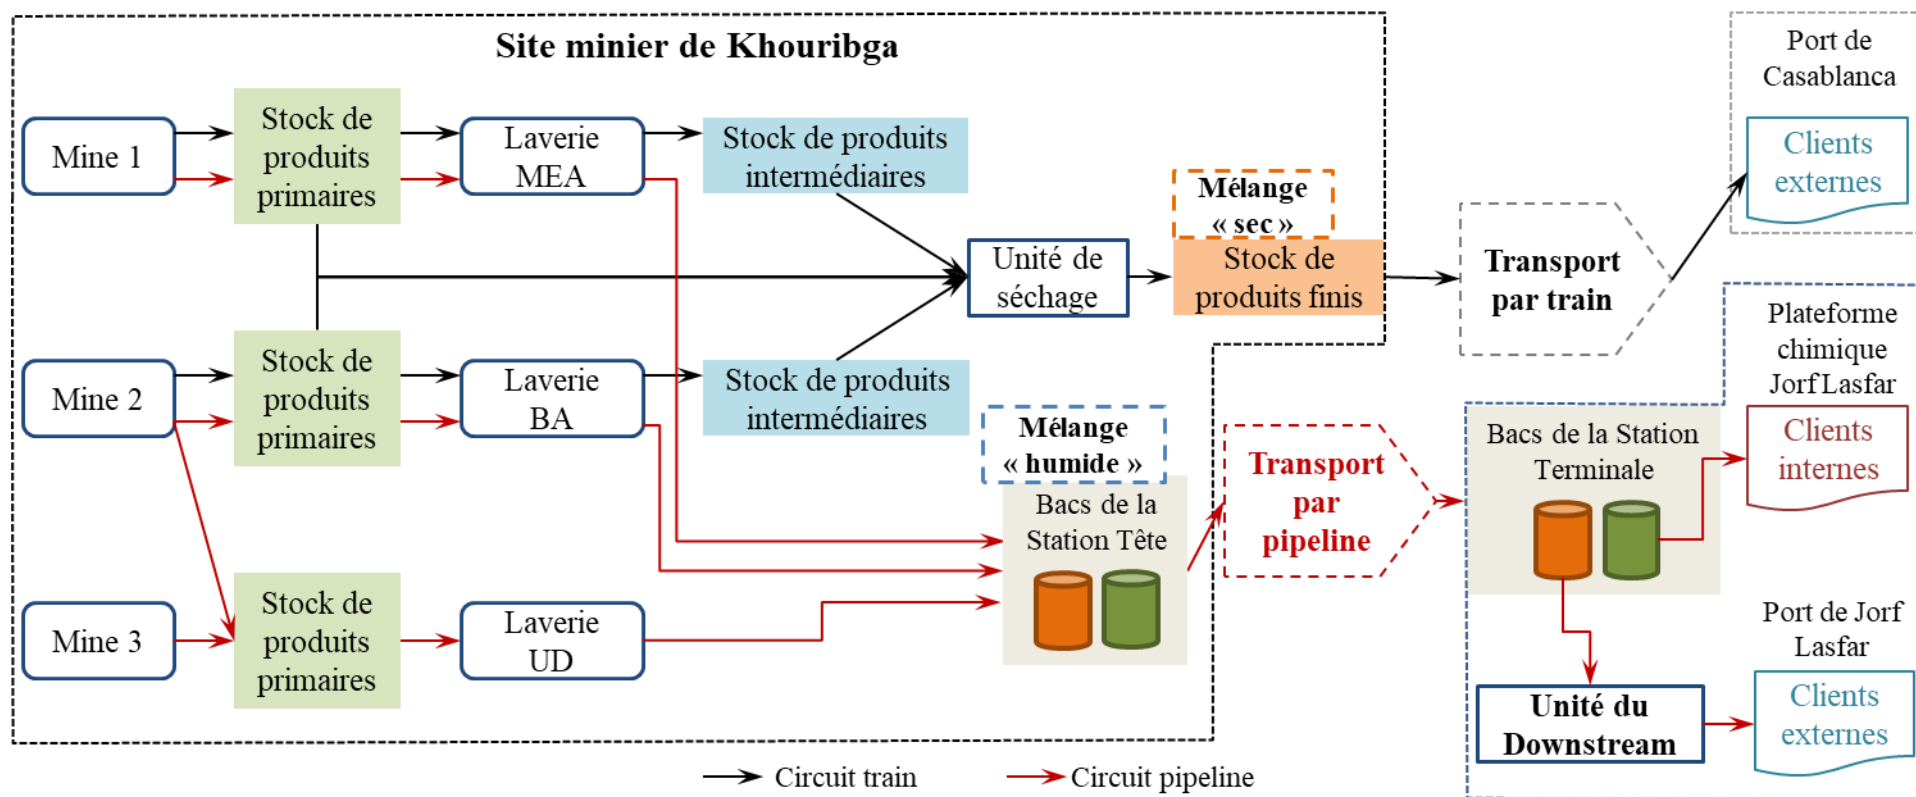 Site minier de Khouribga
Mine 1
Stock de
produits
primaires
Laverie
MEA
Stock de produits
intermédiaires
Mine 2
Stock de
produits
primaires
Laverie
BA
Stock de produits
intermédiaires
Mine 3
Stock de
produits
primaires
Laverie
UD
Unité de
séchage
Mélange
« sec »
Stock de
produits finis
Mélange
« humide »
Bacs de la
Station Tête
Transport
par train
Port de
Casablanca
Clients
externes
Transport
par
pipeline
Plateforme
chimique
Jorf Lasfar
Bacs de la Station
Terminale
Clients
internes
Port de Jorf
Lasfar
Unité du
Downstream
Clients
externes
Circuit train
Circuit pipeline